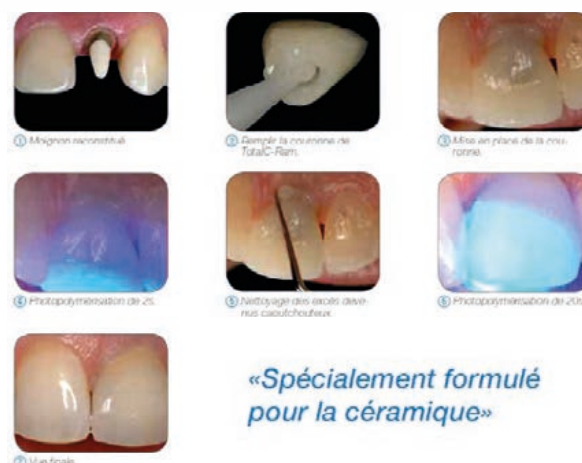 ① Moignon reconstitué.
② Remplir la couronne de
TotalC-Ram.
③ Mise en place de la cou-
ronne.
④ Photopolymérisation de 2s.
⑤ Nettoyage des excès deve-
nus caoutchouteux.
⑥ Photopolymérisation de 20s.
⑦ Vue finale.
«Spécialement formulé
pour la céramique»